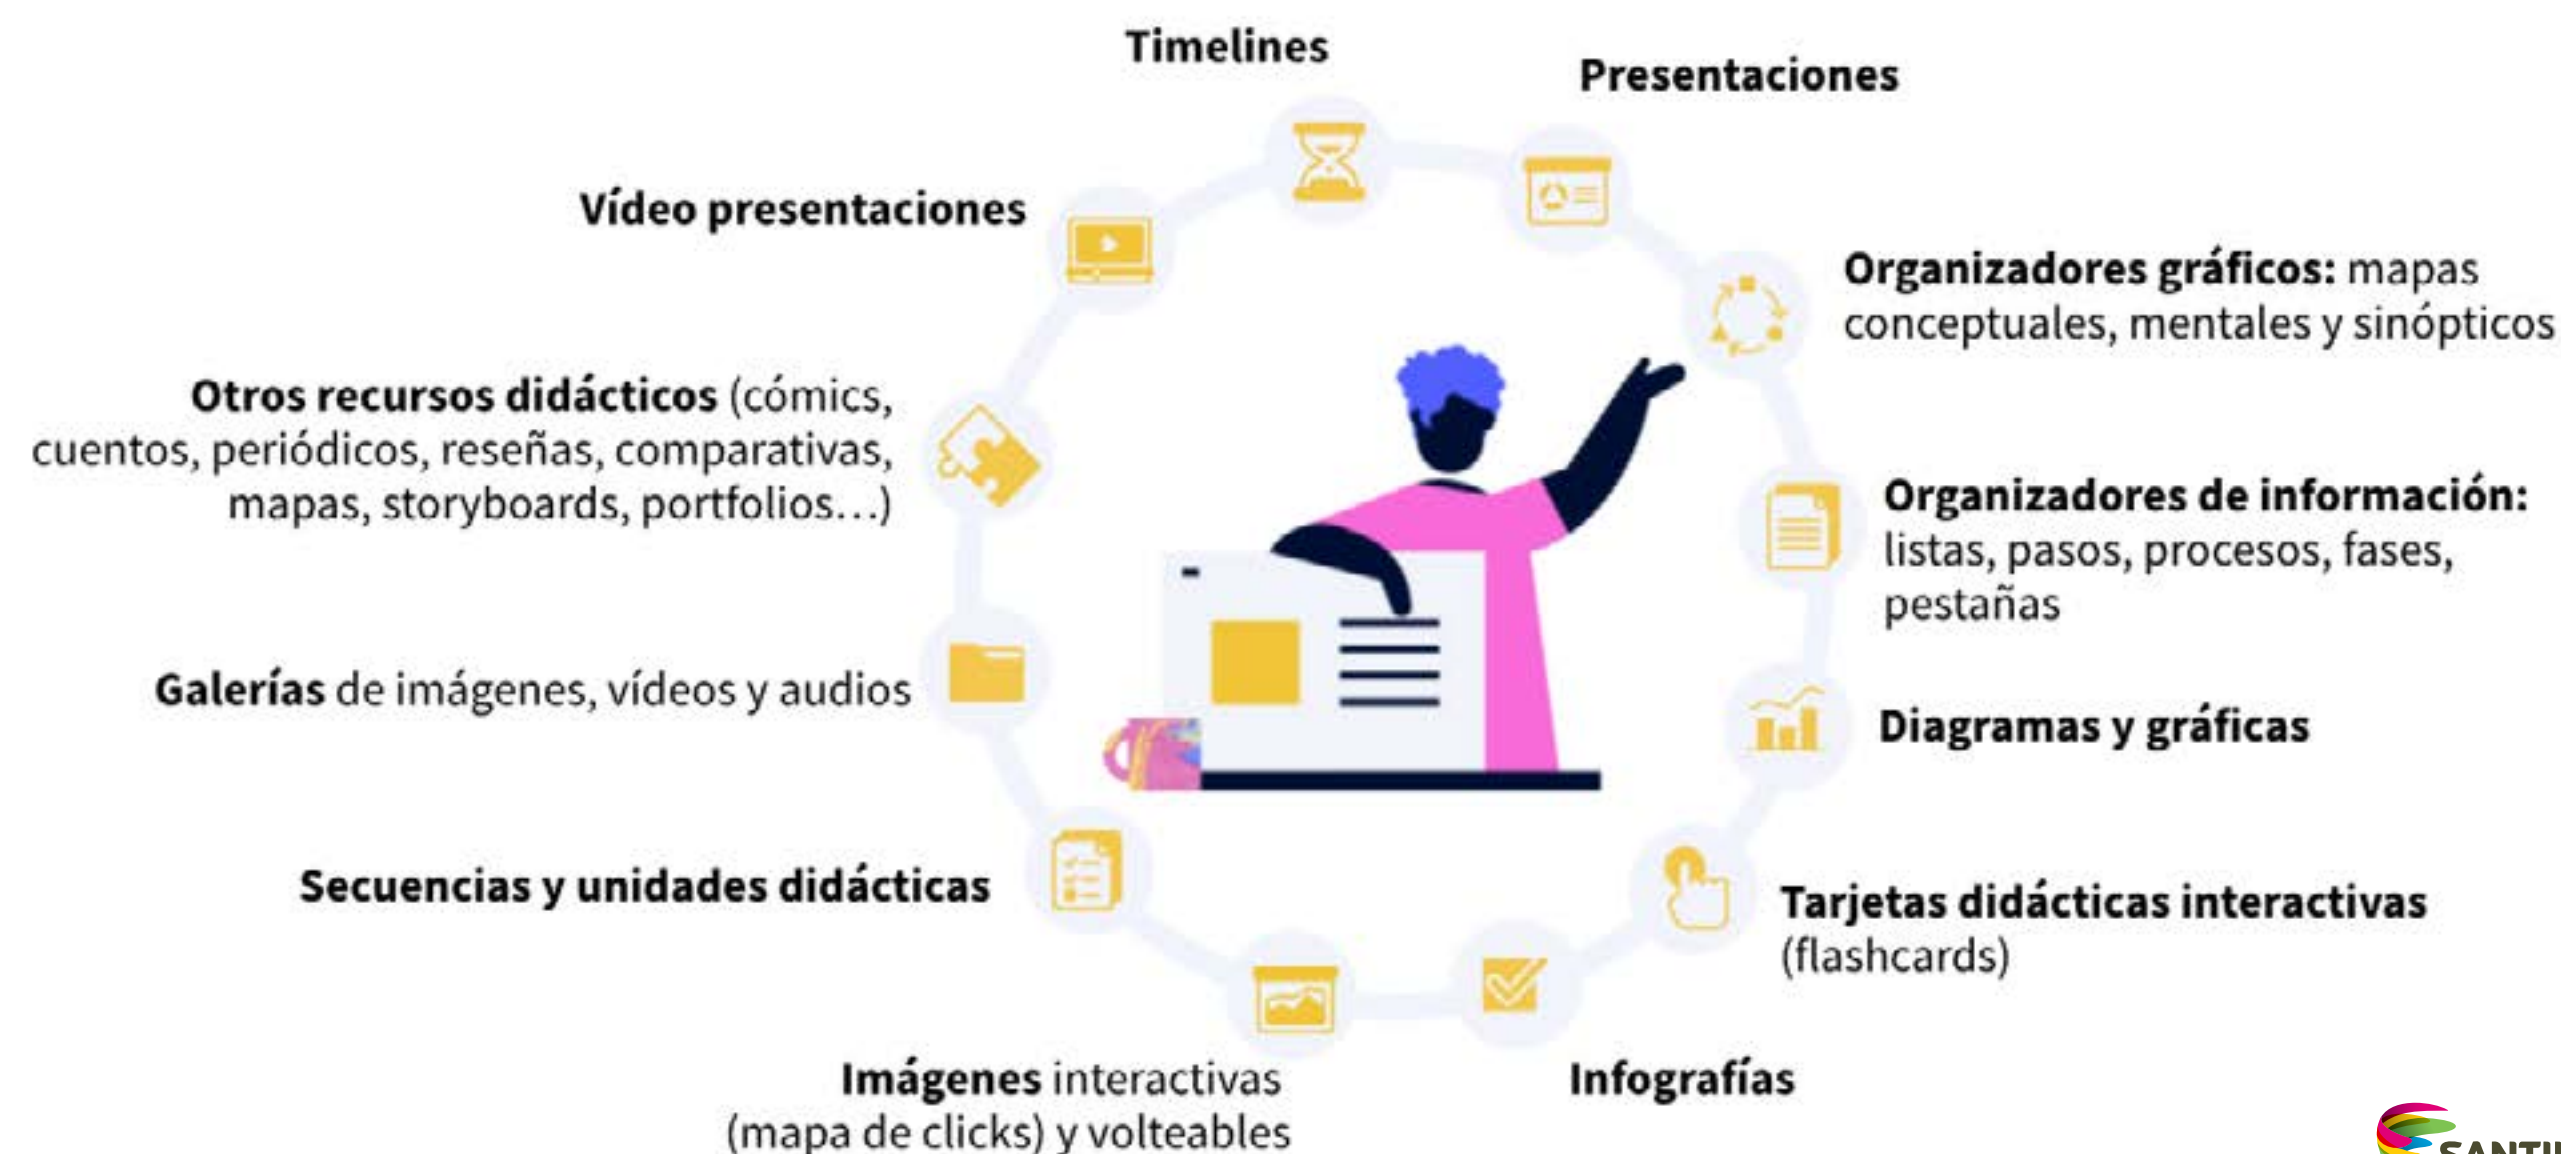 Timelines
Presentaciones
Vídeo presentaciones
Organizadores gráficos: mapas
conceptuales, mentales y sinópticos
Otros recursos didácticos (cómics,
cuentos, periódicos, reseñas, comparativas,
mapas, storyboards, portfolios...)
Organizadores de información:
listas, pasos, procesos, fases,
pestañas
Galerías de imágenes, vídeos y audios
Diagramas y gráficas
Secuencias y unidades didácticas
Tarjetas didácticas interactivas
(flashcards)
Imágenes interactivas
(mapa de clicks) y volteables
Infografías